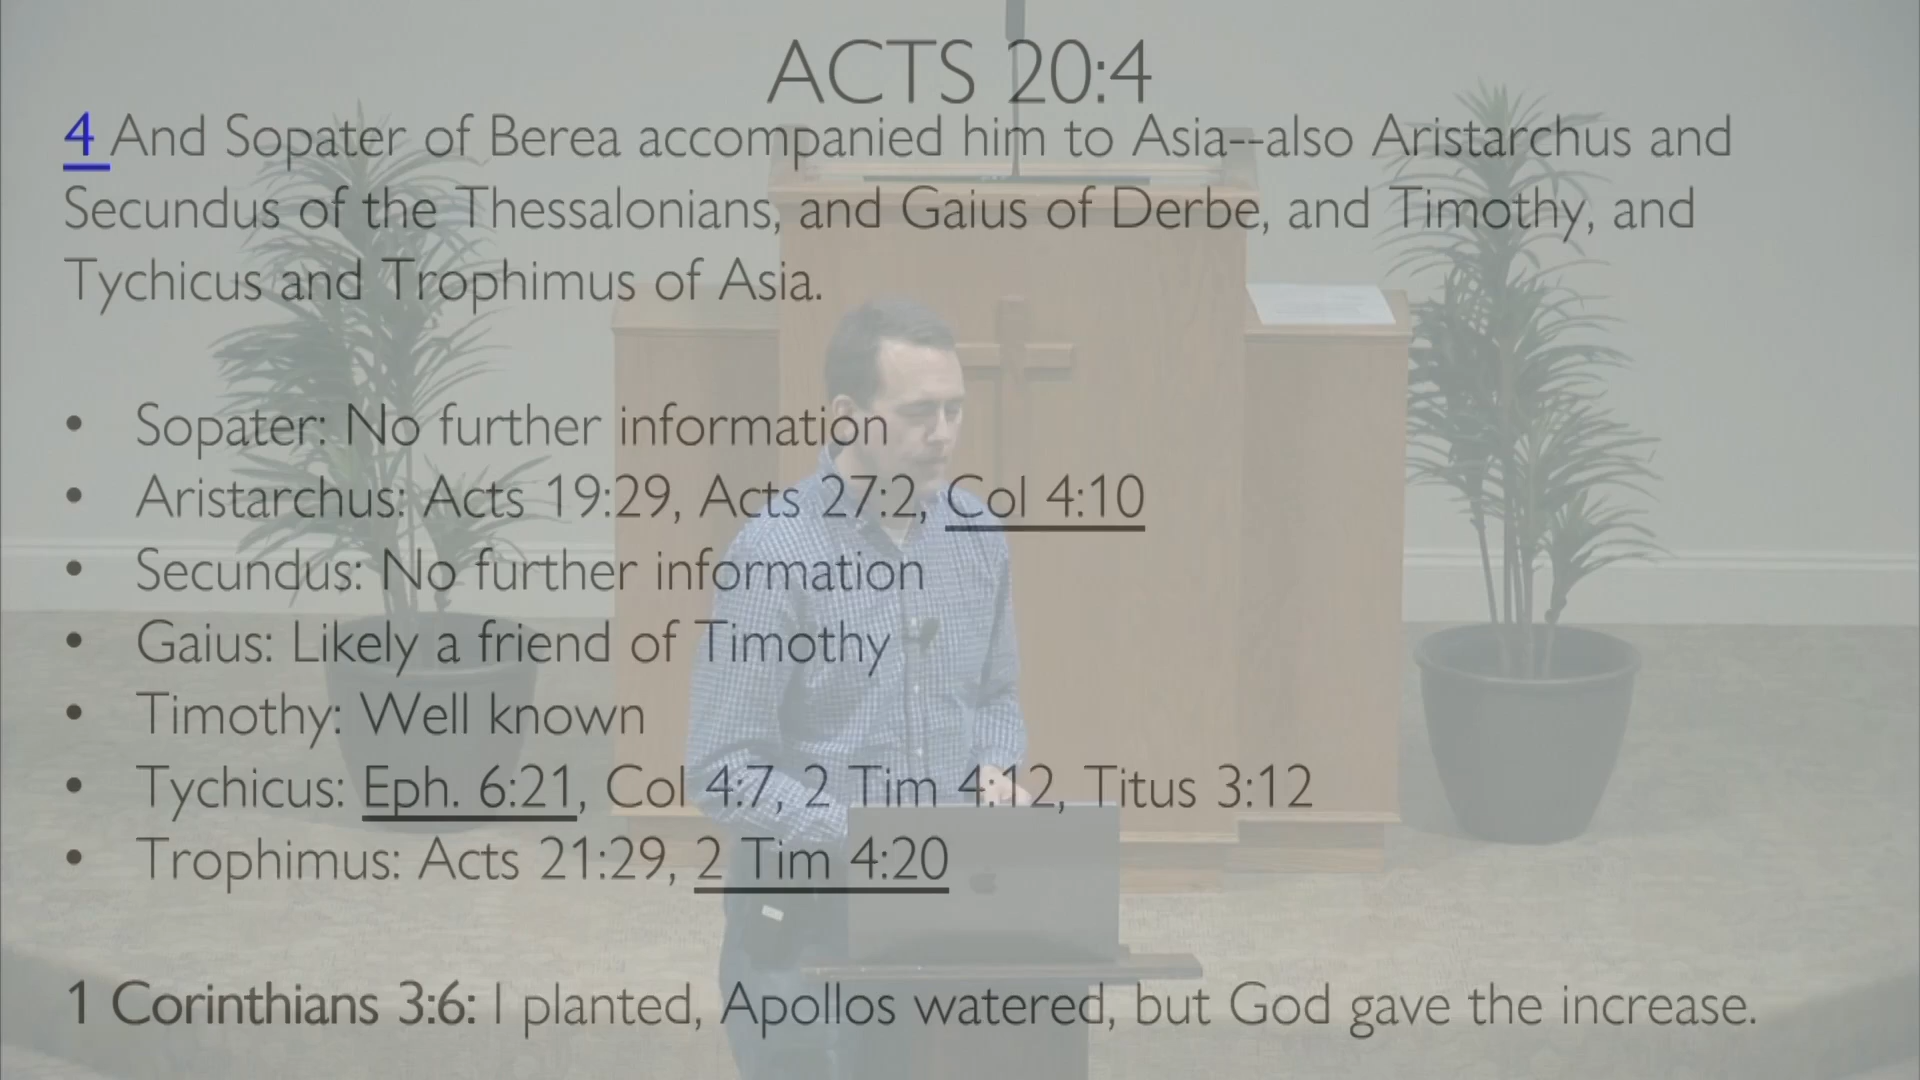 ACTS 20:4
4 And Sopater of Berea accompanied him to Asia--also Aristarchus and
Secundus of the Thessalonians, and Gaius of Derbe, and Timothy, and
Tychicus and Trophimus of Asia.
• Sopater: No further information
• Aristarchus: Acts 19:29, Acts 27:2, Col 4:10
• Secundus: No further information
• Gaius: Likely a friend of Timothy
• Timothy: Well known
• Tychicus: Eph. 6:21, Col 4:7, 2 Tim 4:12, Titus 3:12
• Trophimus: Acts 21:29, 2 Tim 4:20
1 Corinthians 3:6: I planted, Apollos watered, but God gave the increase.